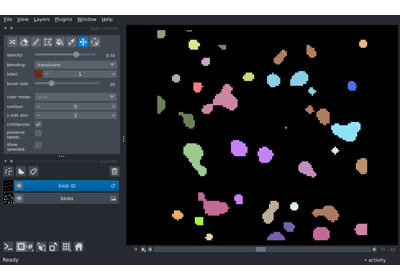 File View Layers Plugins Window Help
opacity: 0.70
blending: translucent
label: 1
brush size: 10
color mode:
contour: 0
n edit dim: 2
contiguous:
preserve labels:
show selected:
blob ID
blobs
Ready
activity